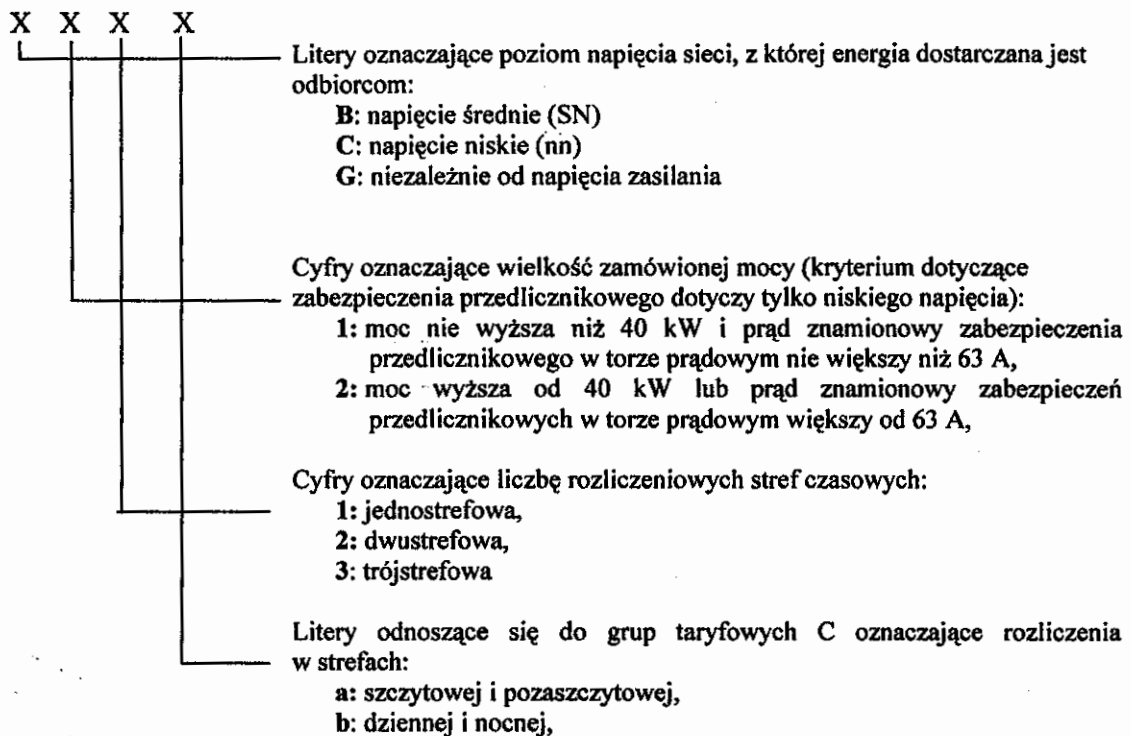 X X X X
Litery oznaczające poziom napięcia sieci, z której energia dostarczana jest
odbiorcom:
B: napięcie średnie (SN)
C: napięcie niskie (nn)
G: niezależnie od napięcia zasilania
Cyfry oznaczające wielkość zamówionej mocy (kryterium dotyczące
zabezpieczenia przedlicznikowego dotyczy tylko niskiego napięcia):
1: moc nie wyższa niż 40 kW i prąd znamionowy zabezpieczenia
przedlicznikowego w torze prądowym nie większy niż 63 A,
2: moc wyższa od 40 kW lub prąd znamionowy zabezpieczeń
przedlicznikowych w torze prądowym większy od 63 A,
Cyfry oznaczające liczbę rozliczeniowych stref czasowych:
1: jednostrefowa,
2: dwustrefowa,
3: trójstrefowa
Litery odnoszące się do grup taryfowych C oznaczające rozliczenia
w strefach:
a: szczytowej i pozaszczytowej,
b: dziennej i nocnej,